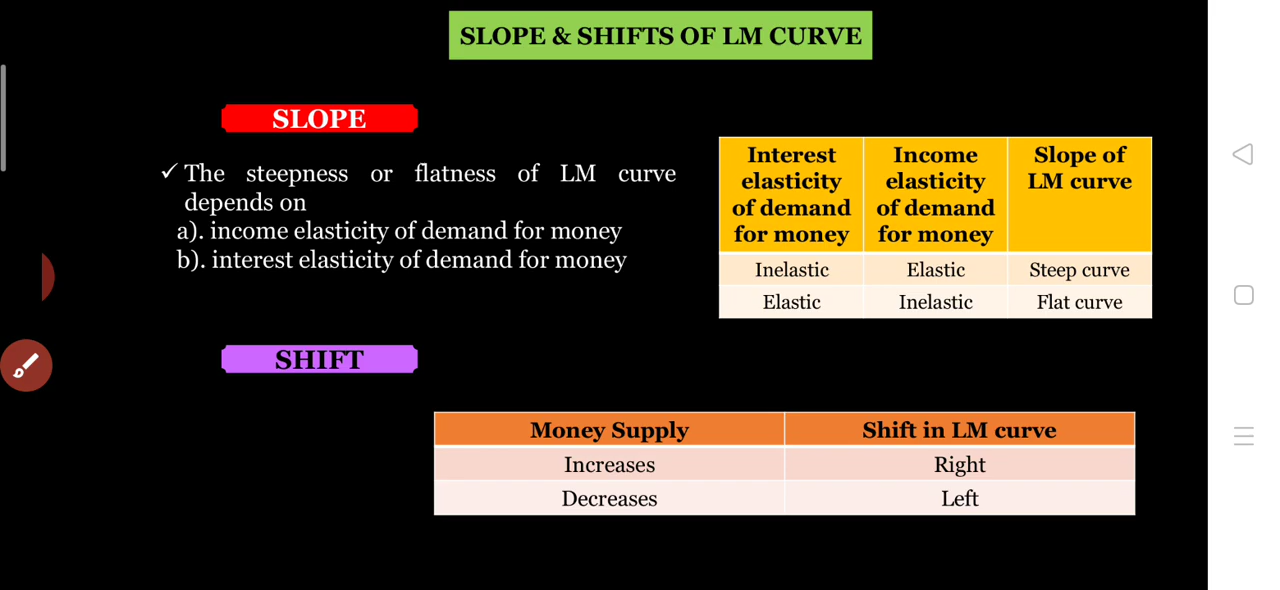 SLOPE & SHIFTS OF LM CURVE
SLOPE
✓ The steepness or flatness of LM curve
depends on
a). income elasticity of demand for money
b). interest elasticity of demand for money
Interest elasticity of demand for money | Income elasticity of demand for money | Slope of LM curve
Inelastic | Elastic | Steep curve
Elastic | Inelastic | Flat curve
SHIFT
Money Supply | Shift in LM curve
Increases | Right
Decreases | Left